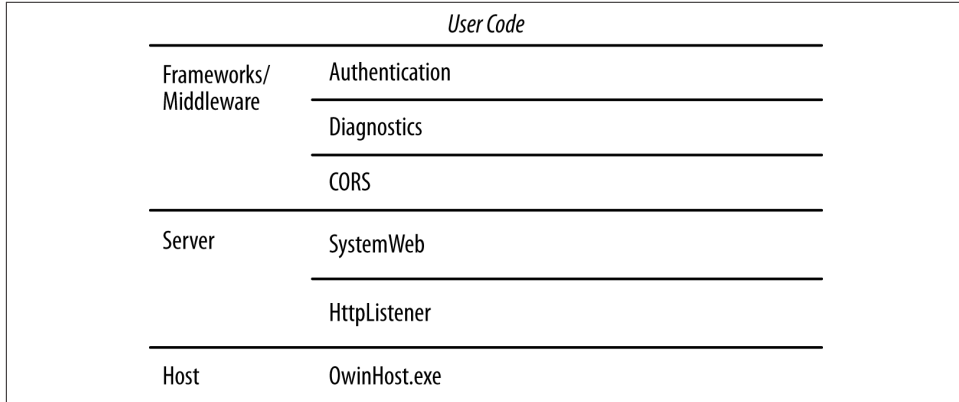 User Code
Frameworks/
Middleware
Authentication
Diagnostics
CORS
Server
SystemWeb
HttpListener
Host
OwinHost.exe